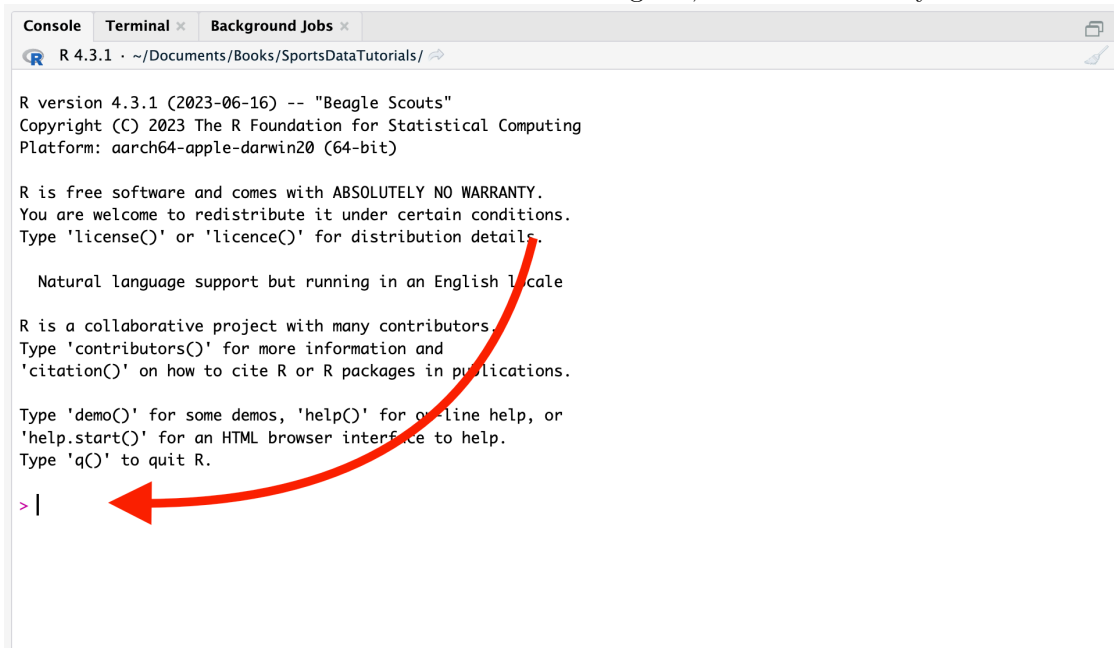 Console Terminal × Background Jobs ×
R R 4.3.1 · ~/Documents/Books/SportsDataTutorials/
R version 4.3.1 (2023-06-16) -- "Beagle Scouts"
Copyright (C) 2023 The R Foundation for Statistical Computing
Platform: aarch64-apple-darwin20 (64-bit)
R is free software and comes with ABSOLUTELY NO WARRANTY.
You are welcome to redistribute it under certain conditions.
Type 'license()' or 'licence()' for distribution details.
Natural language support but running in an English locale
R is a collaborative project with many contributors.
Type 'contributors()' for more information and
'citation()' on how to cite R or R packages in publications.
Type 'demo()' for some demos, 'help()' for on-line help, or
'help.start()' for an HTML browser interface to help.
Type 'q()' to quit R.
>